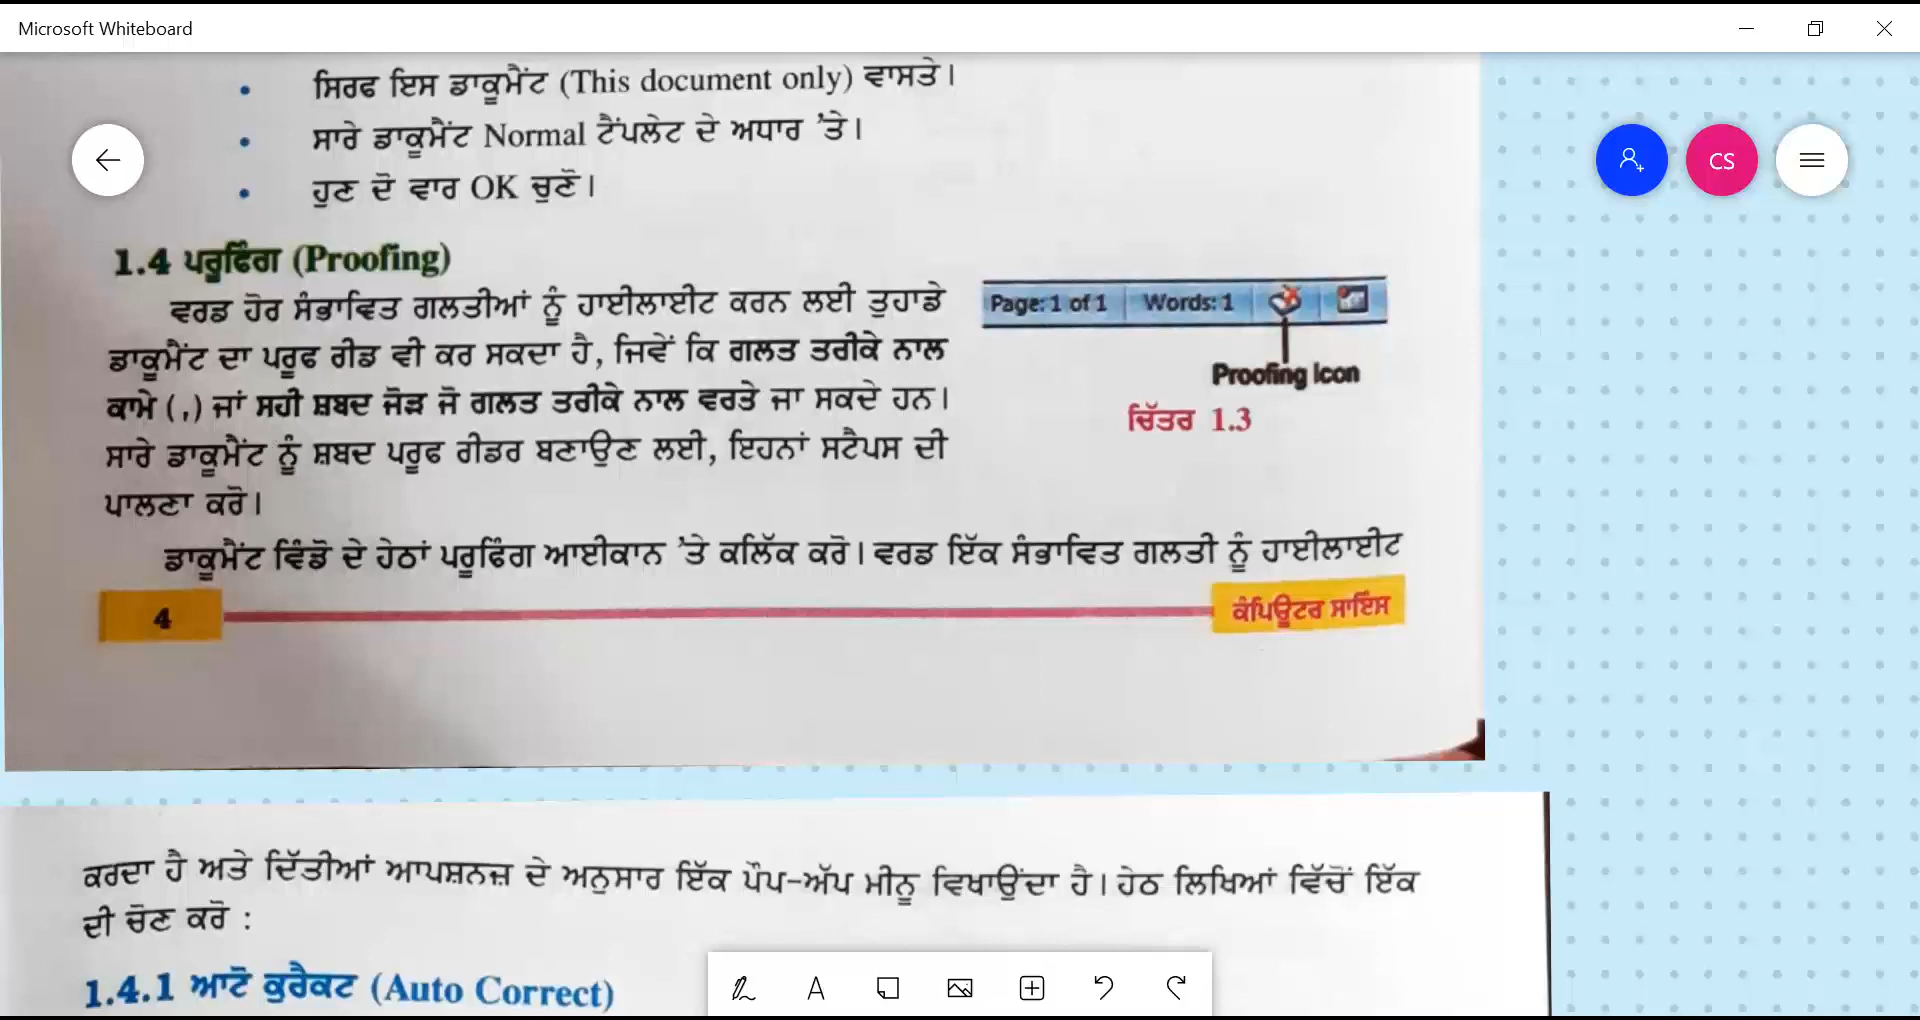 Microsoft Whiteboard
• ਸਿਰਫ ਇਸ ਡਾਕੂਮੈਂਟ (This document only) ਵਾਸਤੇ।
• ਸਾਰੇ ਡਾਕੂਮੈਂਟ Normal ਟੈਂਪਲੇਟ ਦੇ ਅਧਾਰ 'ਤੇ।
• ਹੁਣ ਦੋ ਵਾਰ OK ਚੁਣੋ।
CS
1.4 ਪਰੂਫਿੰਗ (Proofing)
ਵਰਡ ਹੋਰ ਸੰਭਾਵਿਤ ਗਲਤੀਆਂ ਨੂੰ ਹਾਈਲਾਈਟ ਕਰਨ ਲਈ ਤੁਹਾਡੇ
ਡਾਕੂਮੈਂਟ ਦਾ ਪਰੂਫ ਰੀਡ ਵੀ ਕਰ ਸਕਦਾ ਹੈ, ਜਿਵੇਂ ਕਿ ਗਲਤ ਤਰੀਕੇ ਨਾਲ
ਕਾਮੇ (,) ਜਾਂ ਸਹੀ ਸ਼ਬਦ ਜੋੜ ਜੋ ਗਲਤ ਤਰੀਕੇ ਨਾਲ ਵਰਤੇ ਜਾ ਸਕਦੇ ਹਨ।
ਸਾਰੇ ਡਾਕੂਮੈਂਟ ਨੂੰ ਸ਼ਬਦ ਪਰੂਫ ਰੀਡਰ ਬਣਾਉਣ ਲਈ, ਇਹਨਾਂ ਸਟੈਪਸ ਦੀ
ਪਾਲਣਾ ਕਰੋ।
Page: 1 of 1 Words: 1
Proofing Icon
ਚਿੱਤਰ 1.3
ਡਾਕੂਮੈਂਟ ਵਿੰਡੋ ਦੇ ਹੇਠਾਂ ਪਰੂਫਿੰਗ ਆਈਕਾਨ 'ਤੇ ਕਲਿੱਕ ਕਰੋ। ਵਰਡ ਇੱਕ ਸੰਭਾਵਿਤ ਗਲਤੀ ਨੂੰ ਹਾਈਲਾਈਟ
4 ਕੰਪਿਊਟਰ ਸਾਇੰਸ
ਕਰਦਾ ਹੈ ਅਤੇ ਦਿੱਤੀਆਂ ਆਪਸ਼ਨਜ਼ ਦੇ ਅਨੁਸਾਰ ਇੱਕ ਪੌਪ-ਅੱਪ ਮੀਨੂ ਵਿਖਾਉਂਦਾ ਹੈ। ਹੇਠ ਲਿਖਿਆਂ ਵਿੱਚੋਂ ਇੱਕ
ਦੀ ਚੋਣ ਕਰੋ :
1.4.1 ਆਟੋ ਕੁਰੈਕਟ (Auto Correct)